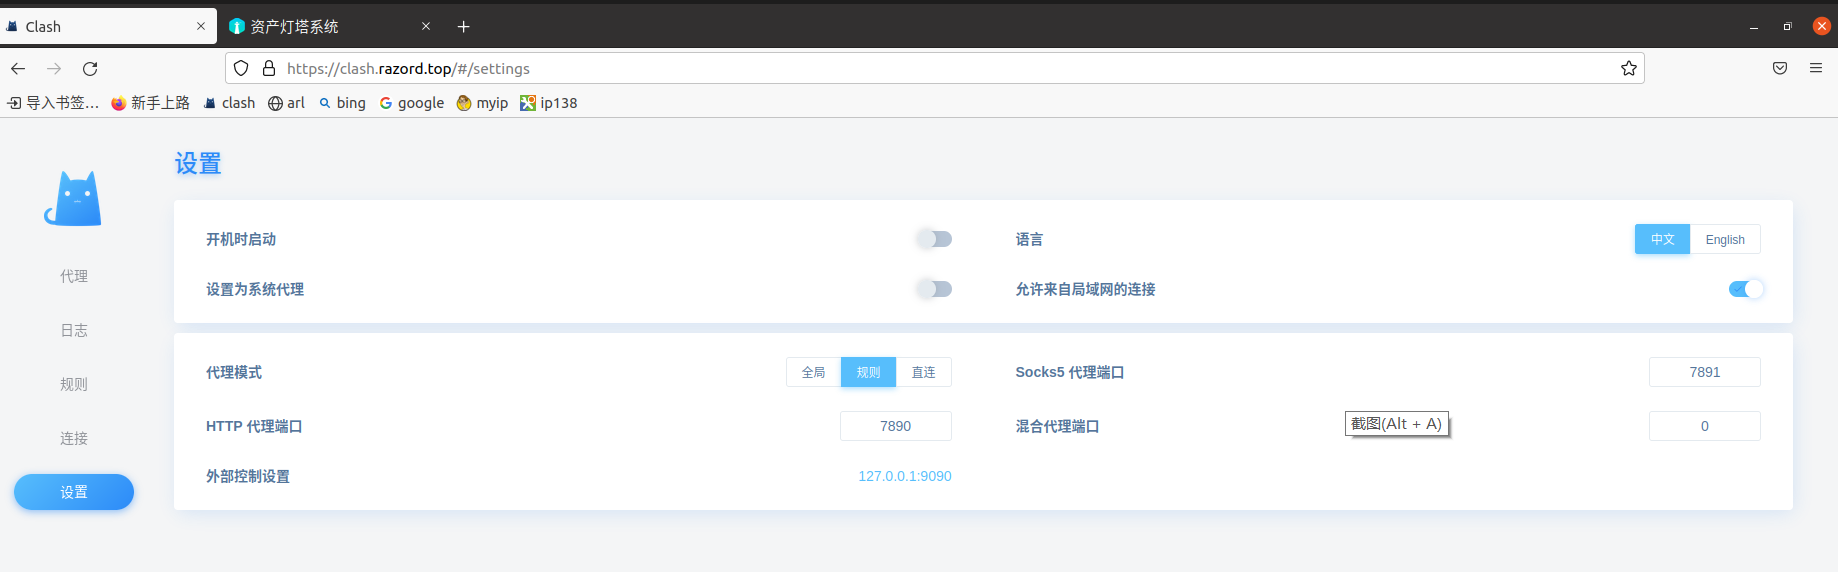 Clash
资产灯塔系统
https://clash.razord.top/#/settings
导入书签... 新手上路 clash arl bing google myip ip138
设置
代理
日志
规则
连接
设置
开机时启动
语言 中文 English
设置为系统代理
允许来自局域网的连接
代理模式 全局 规则 直连
Socks5 代理端口 7891
HTTP 代理端口 7890
混合代理端口 0
截图(Alt + A)
外部控制设置 127.0.0.1:9090